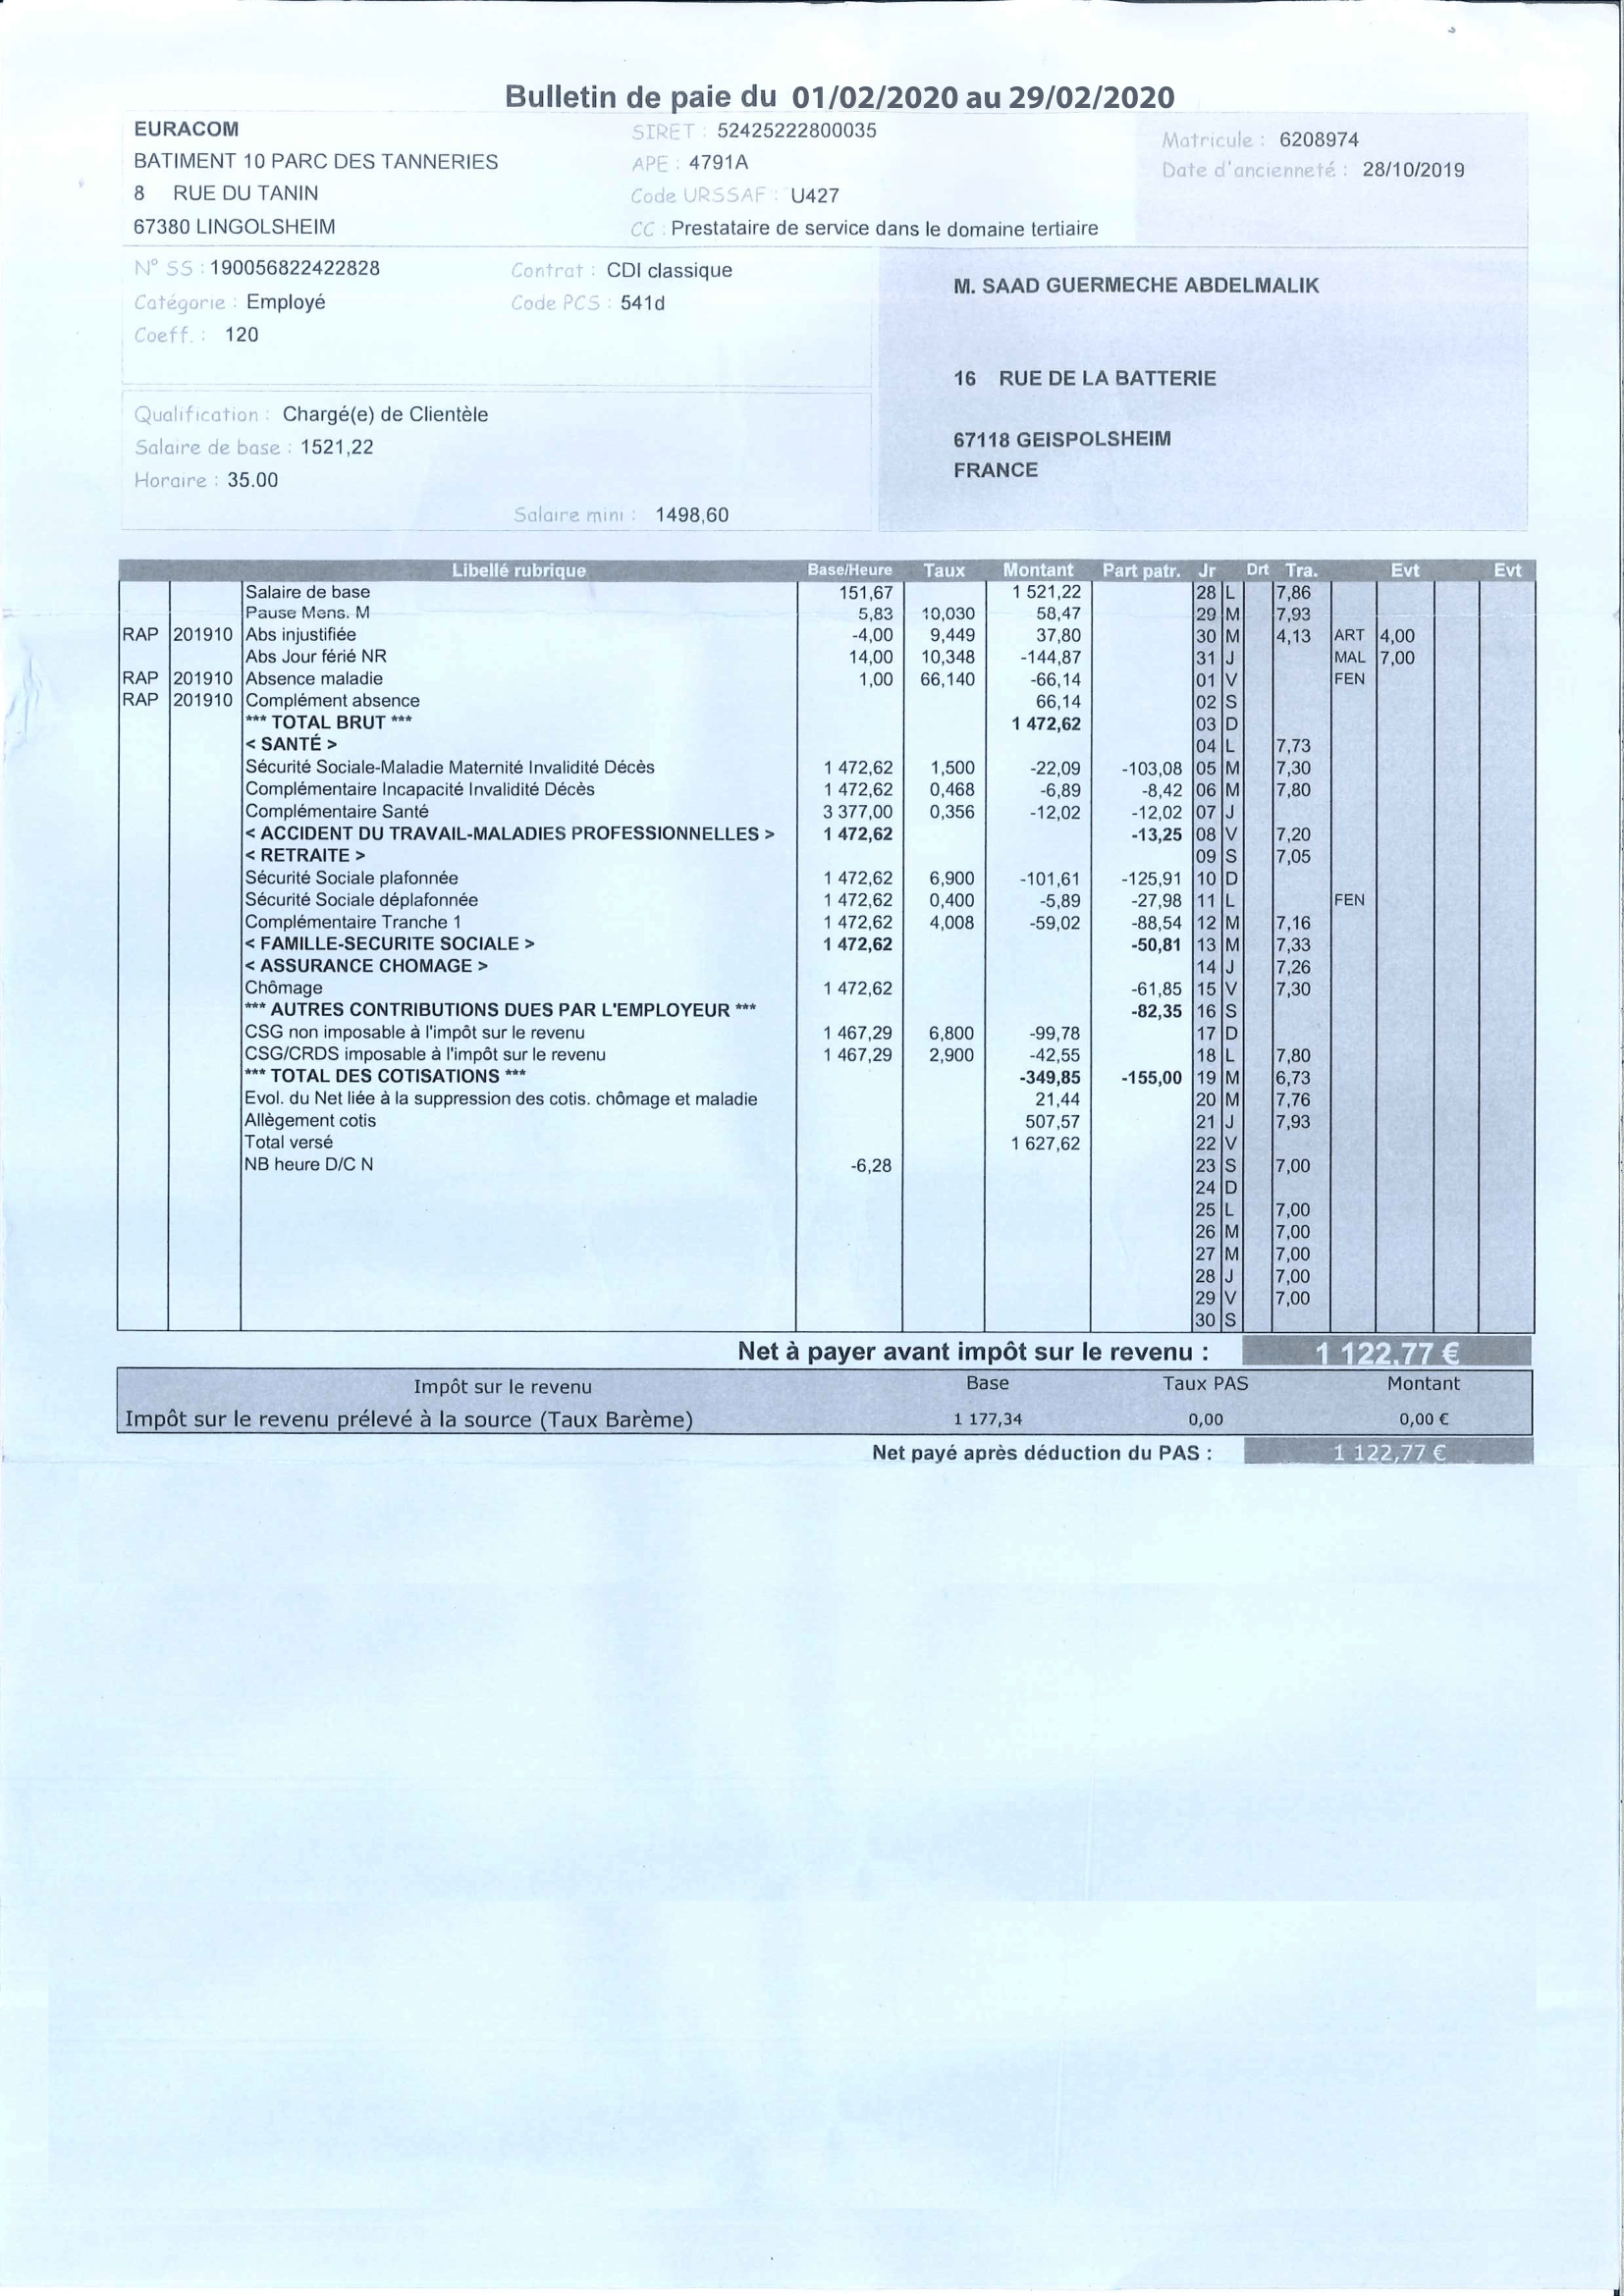 Bulletin de paie du 01/02/2020 au 29/02/2020
EURACOM
BATIMENT 10 PARC DES TANNERIES
8 RUE DU TANIN
67380 LINGOLSHEIM
SIRET : 52425222800035
APE : 4791A
Code URSSAF : U427
CC : Prestataire de service dans le domaine tertiaire
Matricule : 6208974
Date d'ancienneté : 28/10/2019
N° SS : 190056822422828
Contrat : CDI classique
Catégorie : Employé
Code PCS : 541d
Coeff. : 120
M. SAAD GUERMECHE ABDELMALIK
16 RUE DE LA BATTERIE
67118 GEISPOLSHEIM
FRANCE
Qualification : Chargé(e) de Clientèle
Salaire de base : 1521,22
Horaire : 35.00
Salaire mini : 1498,60
Libellé rubrique Base/Heure Taux Montant Part patr. Jr Drt Tra. Evt Evt
Salaire de base 151,67 1 521,22 28 L 7,86
Pause Mens. M 5,83 10,030 58,47 29 M 7,93
RAP 201910 Abs injustifiée -4,00 9,449 37,80 30 M 4,13 ART 4,00
Abs Jour férié NR 14,00 10,348 -144,87 31 J MAL 7,00
RAP 201910 Absence maladie 1,00 66,140 -66,14 01 V FEN
RAP 201910 Complément absence 66,14 02 S
*** TOTAL BRUT *** 1 472,62 03 D
< SANTÉ > 04 L 7,73
Sécurité Sociale-Maladie Maternité Invalidité Décès 1 472,62 1,500 -22,09 -103,08 05 M 7,30
Complémentaire Incapacité Invalidité Décès 1 472,62 0,468 -6,89 -8,42 06 M 7,80
Complémentaire Santé 3 377,00 0,356 -12,02 -12,02 07 J
< ACCIDENT DU TRAVAIL-MALADIES PROFESSIONNELLES > 1 472,62 -13,25 08 V 7,20
< RETRAITE > 09 S 7,05
Sécurité Sociale plafonnée 1 472,62 6,900 -101,61 -125,91 10 D
Sécurité Sociale déplafonnée 1 472,62 0,400 -5,89 -27,98 11 L FEN
Complémentaire Tranche 1 1 472,62 4,008 -59,02 -88,54 12 M 7,16
< FAMILLE-SECURITE SOCIALE > 1 472,62 -50,81 13 M 7,33
< ASSURANCE CHOMAGE > 14 J 7,26
Chômage 1 472,62 -61,85 15 V 7,30
*** AUTRES CONTRIBUTIONS DUES PAR L'EMPLOYEUR *** -82,35 16 S
CSG non imposable à l'impôt sur le revenu 1 467,29 6,800 -99,78 17 D
CSG/CRDS imposable à l'impôt sur le revenu 1 467,29 2,900 -42,55 18 L 7,80
*** TOTAL DES COTISATIONS *** -349,85 -155,00 19 M 6,73
Evol. du Net liée à la suppression des cotis. chômage et maladie 21,44 20 M 7,76
Allègement cotis 507,57 21 J 7,93
Total versé 1 627,62 22 V
NB heure D/C N -6,28 23 S 7,00
24 D
25 L 7,00
26 M 7,00
27 M 7,00
28 J 7,00
29 V 7,00
30 S
Net à payer avant impôt sur le revenu : 1 122,77 €
Impôt sur le revenu Base Taux PAS Montant
Impôt sur le revenu prélevé à la source (Taux Barème) 1 177,34 0,00 0,00 €
Net payé après déduction du PAS : 1 122,77 €